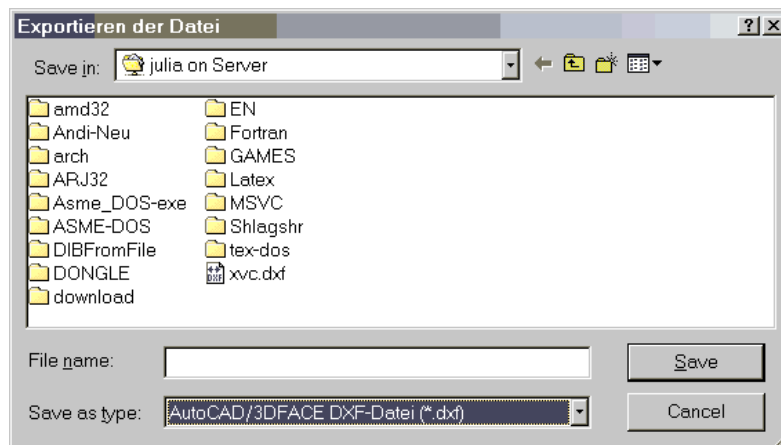 Exportieren der Datei
Save in: julia on Server
amd32
Andi-Neu
arch
ARJ32
Asme_DOS-exe
ASME-DOS
DIBFromFile
DONGLE
download
EN
Fortran
GAMES
Latex
MSVC
Shlagshr
tex-dos
xvc.dxf
File name:
Save
Save as type: AutoCAD/3DFACE DXF-Datei (*.dxf)
Cancel